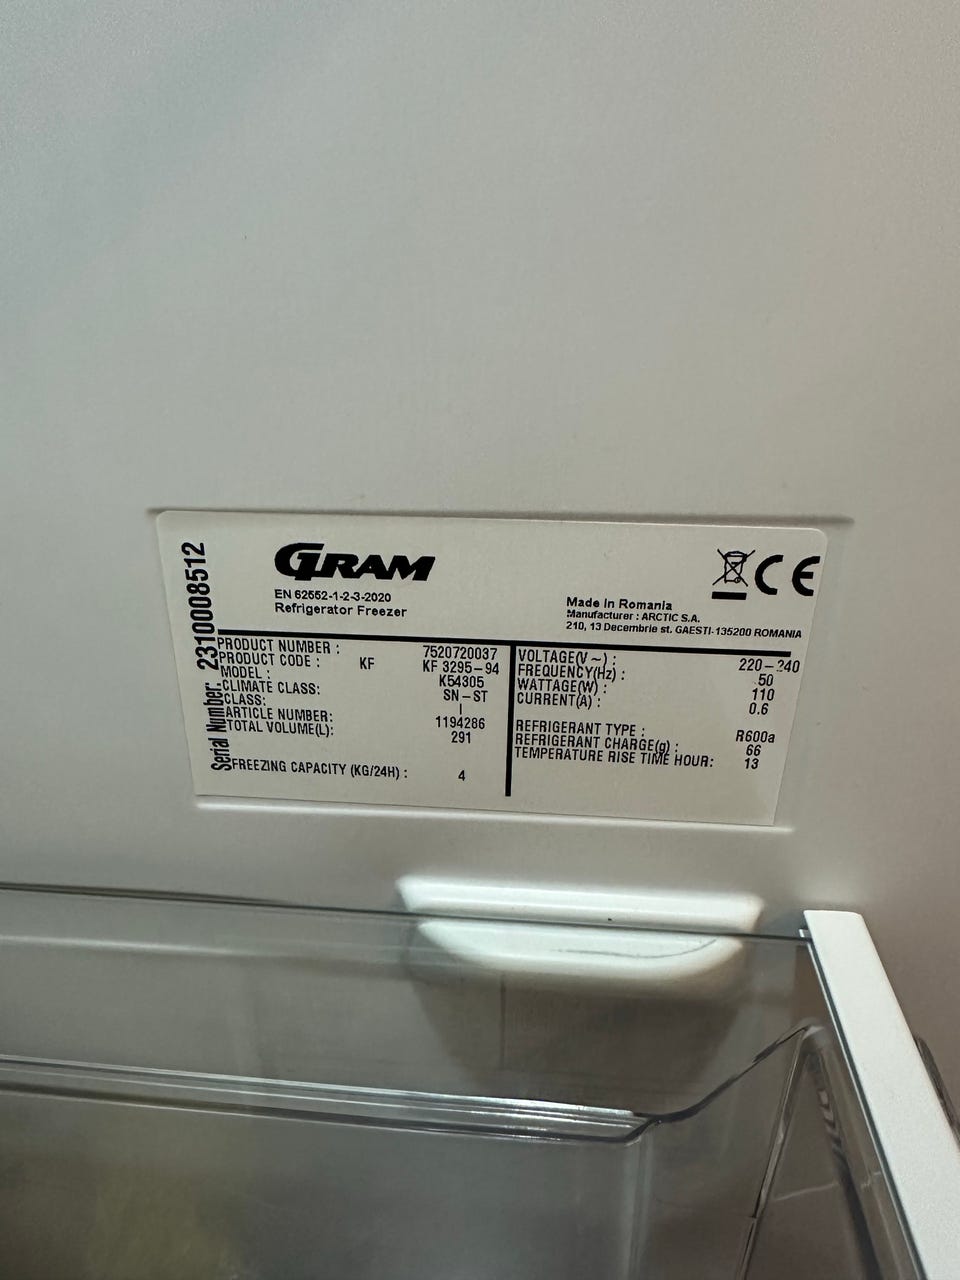 Serial Number: 2310008512
GRAM
EN 62552-1-2-3-2020
Refrigerator Freezer
CE
Made In Romania
Manufacturer : ARCTIC S.A.
210, 13 Decembrie st. GAESTI-135200 ROMANIA
PRODUCT NUMBER : 7520720037
PRODUCT CODE : KF KF 3295-94
MODEL : K54305
CLIMATE CLASS: SN-ST
CLASS: I
ARTICLE NUMBER: 1194286
TOTAL VOLUME(L): 291
FREEZING CAPACITY (KG/24H) : 4
VOLTAGE(V ~) : 220-240
FREQUENCY(Hz) : 50
WATTAGE(W) : 110
CURRENT(A) : 0.6
REFRIGERANT TYPE : R600a
REFRIGERANT CHARGE(g) : 66
TEMPERATURE RISE TIME HOUR: 13